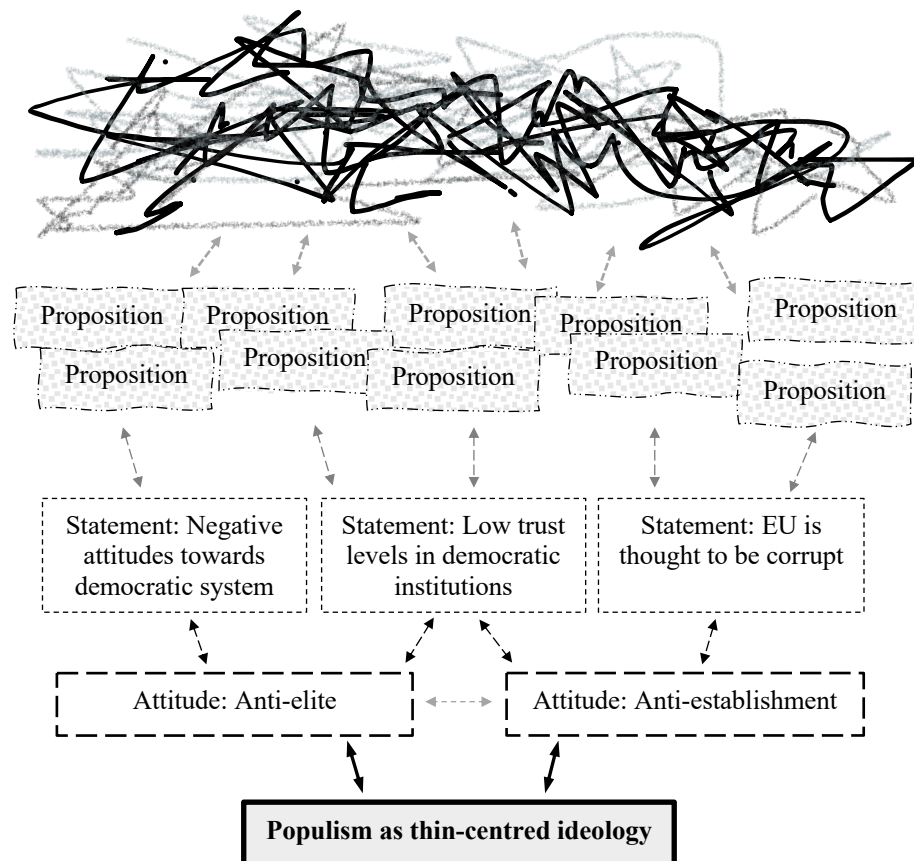 Proposition
Proposition
Proposition
Proposition
Proposition
Proposition
Proposition
Proposition
Proposition
Proposition
Statement: Negative
attitudes towards
democratic system
Statement: Low trust
levels in democratic
institutions
Statement: EU is
thought to be corrupt
Attitude: Anti-elite
Attitude: Anti-establishment
Populism as thin-centred ideology